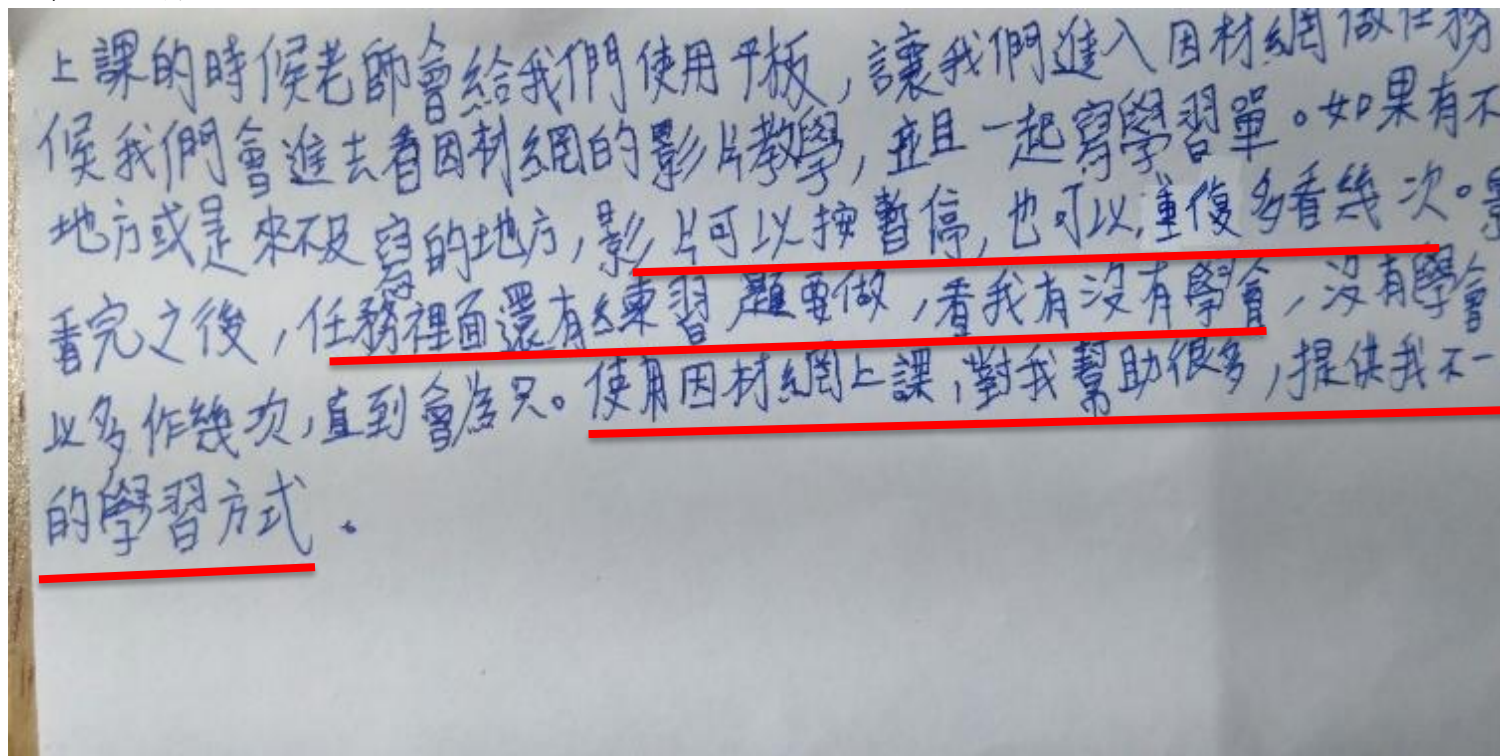 上課的時候老師會給我們使用平板，讓我們進入因材網做任務
候我們會進去看因材網的影片教學，並且一起寫學習單。如果有不
地方或是來不及寫的地方，影片可以按暫停，也可以重復多看幾次。影
看完之後，任務裡面還有練習題要做，看我有沒有學會，沒有學會
以多作幾次，直到會為只。使用因材網上課，對我幫助很多，提供我不一
的學習方式。